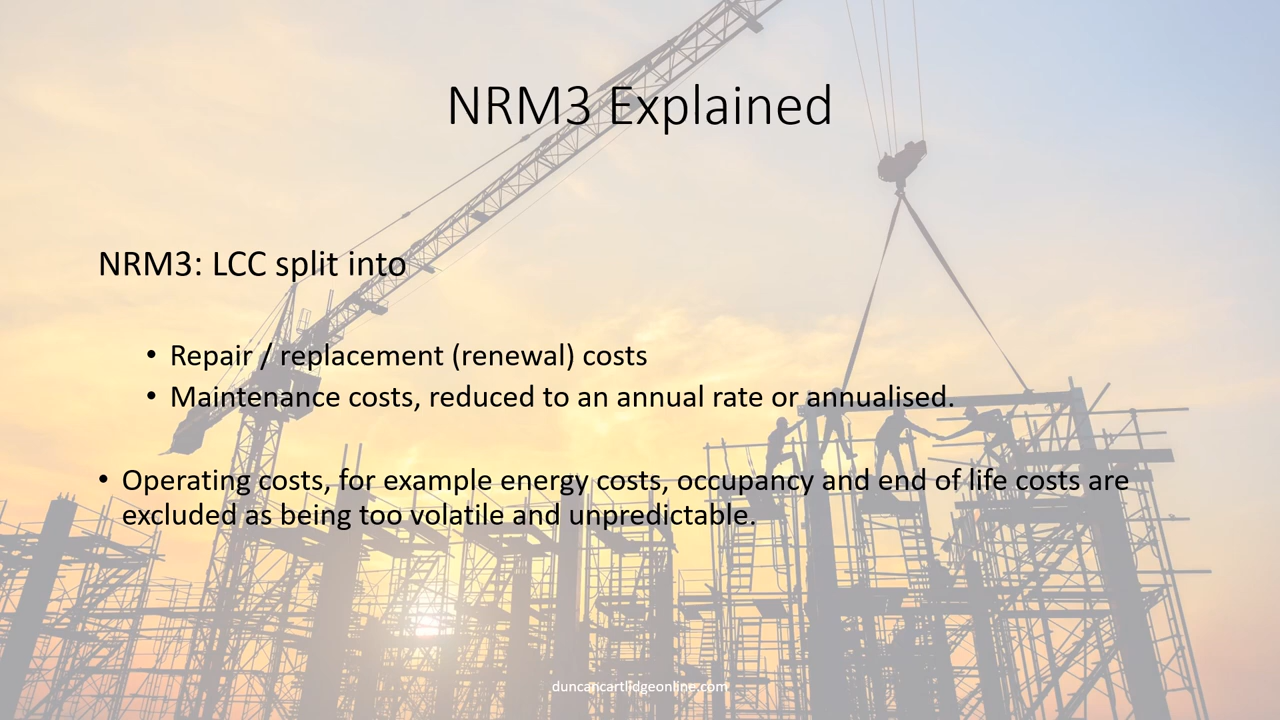 NRM3 Explained
NRM3: LCC split into
• Repair / replacement (renewal) costs
• Maintenance costs, reduced to an annual rate or annualised.
• Operating costs, for example energy costs, occupancy and end of life costs are
excluded as being too volatile and unpredictable.
duncancartlidgeonline.com